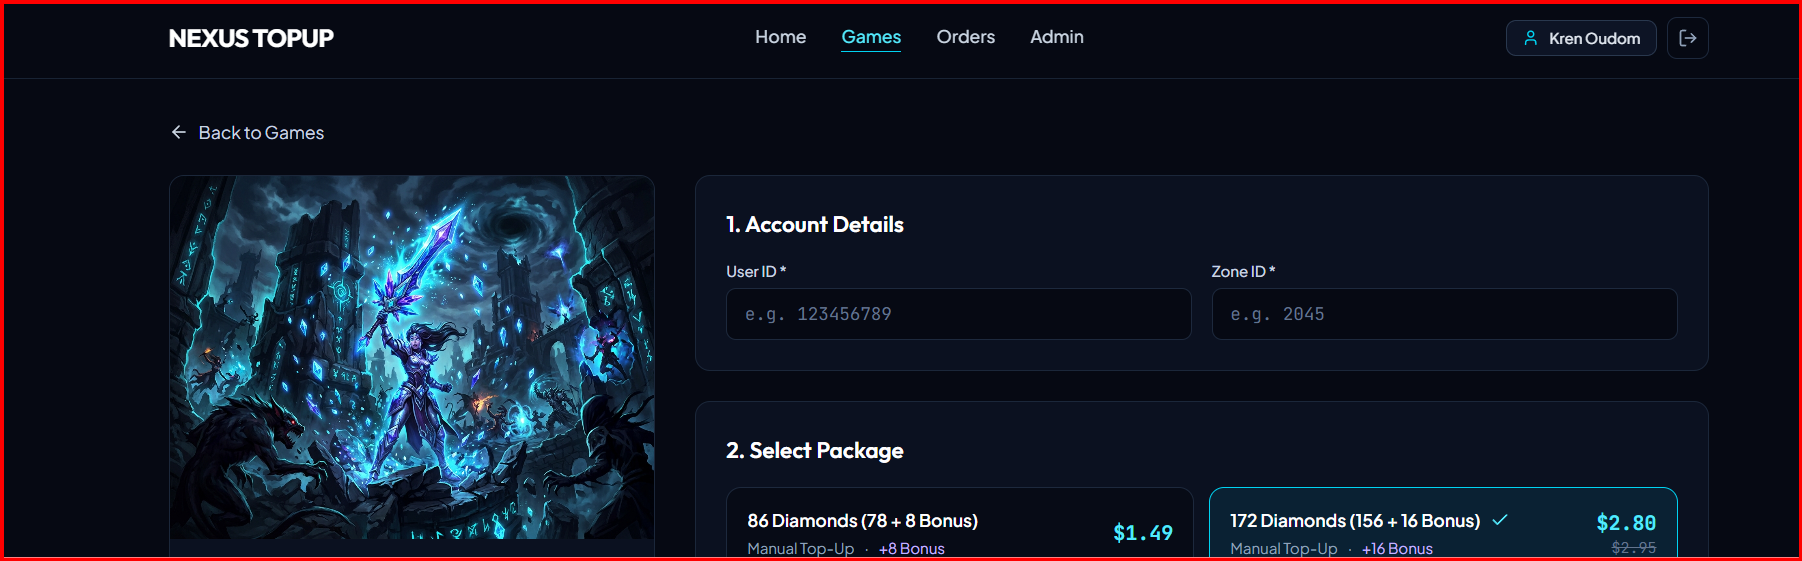 NEXUS TOPUP
Home Games Orders Admin
Kren Oudom
Back to Games
1. Account Details
User ID *
Zone ID *
e.g. 123456789
e.g. 2045
2. Select Package
86 Diamonds (78 + 8 Bonus)
$1.49
Manual Top-Up · +8 Bonus
172 Diamonds (156 + 16 Bonus)
$2.80
Manual Top-Up · +16 Bonus
$2.95